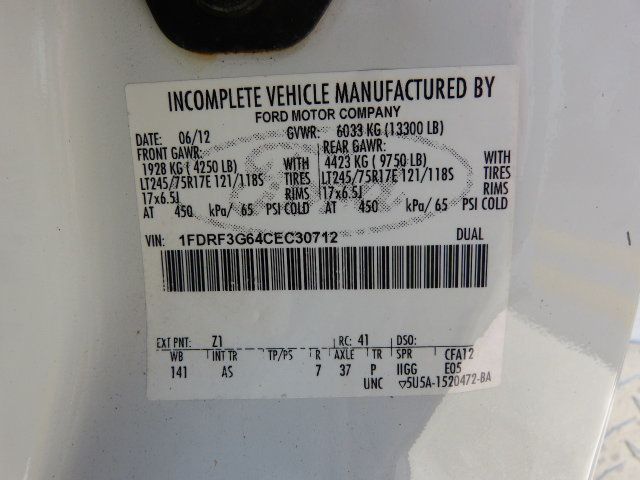 INCOMPLETE VEHICLE MANUFACTURED BY
FORD MOTOR COMPANY
DATE: 06/12 GVWR: 6033 KG (13300 LB)
FRONT GAWR: REAR GAWR:
1928 KG (4250 LB) WITH 4423 KG (9750 LB) WITH
LT245/75R17E 121/118S TIRES LT245/75R17E 121/118S TIRES
17x6.5J RIMS 17x6.5J RIMS
AT 450 kPa/ 65 PSI COLD AT 450 kPa/ 65 PSI COLD
VIN: 1FDRF3G64CEC30712 DUAL
EXT PNT: Z1 RC: 41 DSO:
WB INT TR TP/PS R AXLE TR SPR CFA12
141 AS 7 37 P IIGG E05
UNC ▽5U5A-1520472-BA